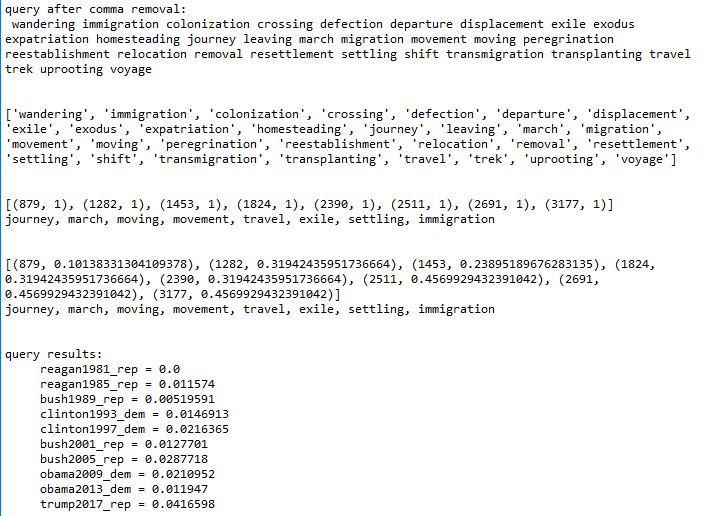 query after comma removal:
wandering immigration colonization crossing defection departure displacement exile exodus
expatriation homesteading journey leaving march migration movement moving peregrination
reestablishment relocation removal resettlement settling shift transmigration transplanting travel
trek uprooting voyage
['wandering', 'immigration', 'colonization', 'crossing', 'defection', 'departure', 'displacement',
'exile', 'exodus', 'expatriation', 'homesteading', 'journey', 'leaving', 'march', 'migration',
'movement', 'moving', 'peregrination', 'reestablishment', 'relocation', 'removal', 'resettlement',
'settling', 'shift', 'transmigration', 'transplanting', 'travel', 'trek', 'uprooting', 'voyage']
[(879, 1), (1282, 1), (1453, 1), (1824, 1), (2390, 1), (2511, 1), (2691, 1), (3177, 1)]
journey, march, moving, movement, travel, exile, settling, immigration
[(879, 0.10138331304109378), (1282, 0.31942435951736664), (1453, 0.23895189676283135), (1824,
0.31942435951736664), (2390, 0.31942435951736664), (2511, 0.4569929432391042), (2691,
0.4569929432391042), (3177, 0.4569929432391042)]
journey, march, moving, movement, travel, exile, settling, immigration
query results:
reagan1981_rep = 0.0
reagan1985_rep = 0.011574
bush1989_rep = 0.00519591
clinton1993_dem = 0.0146913
clinton1997_dem = 0.0216365
bush2001_rep = 0.0127701
bush2005_rep = 0.0287718
obama2009_dem = 0.0210952
obama2013_dem = 0.011947
trump2017_rep = 0.0416598